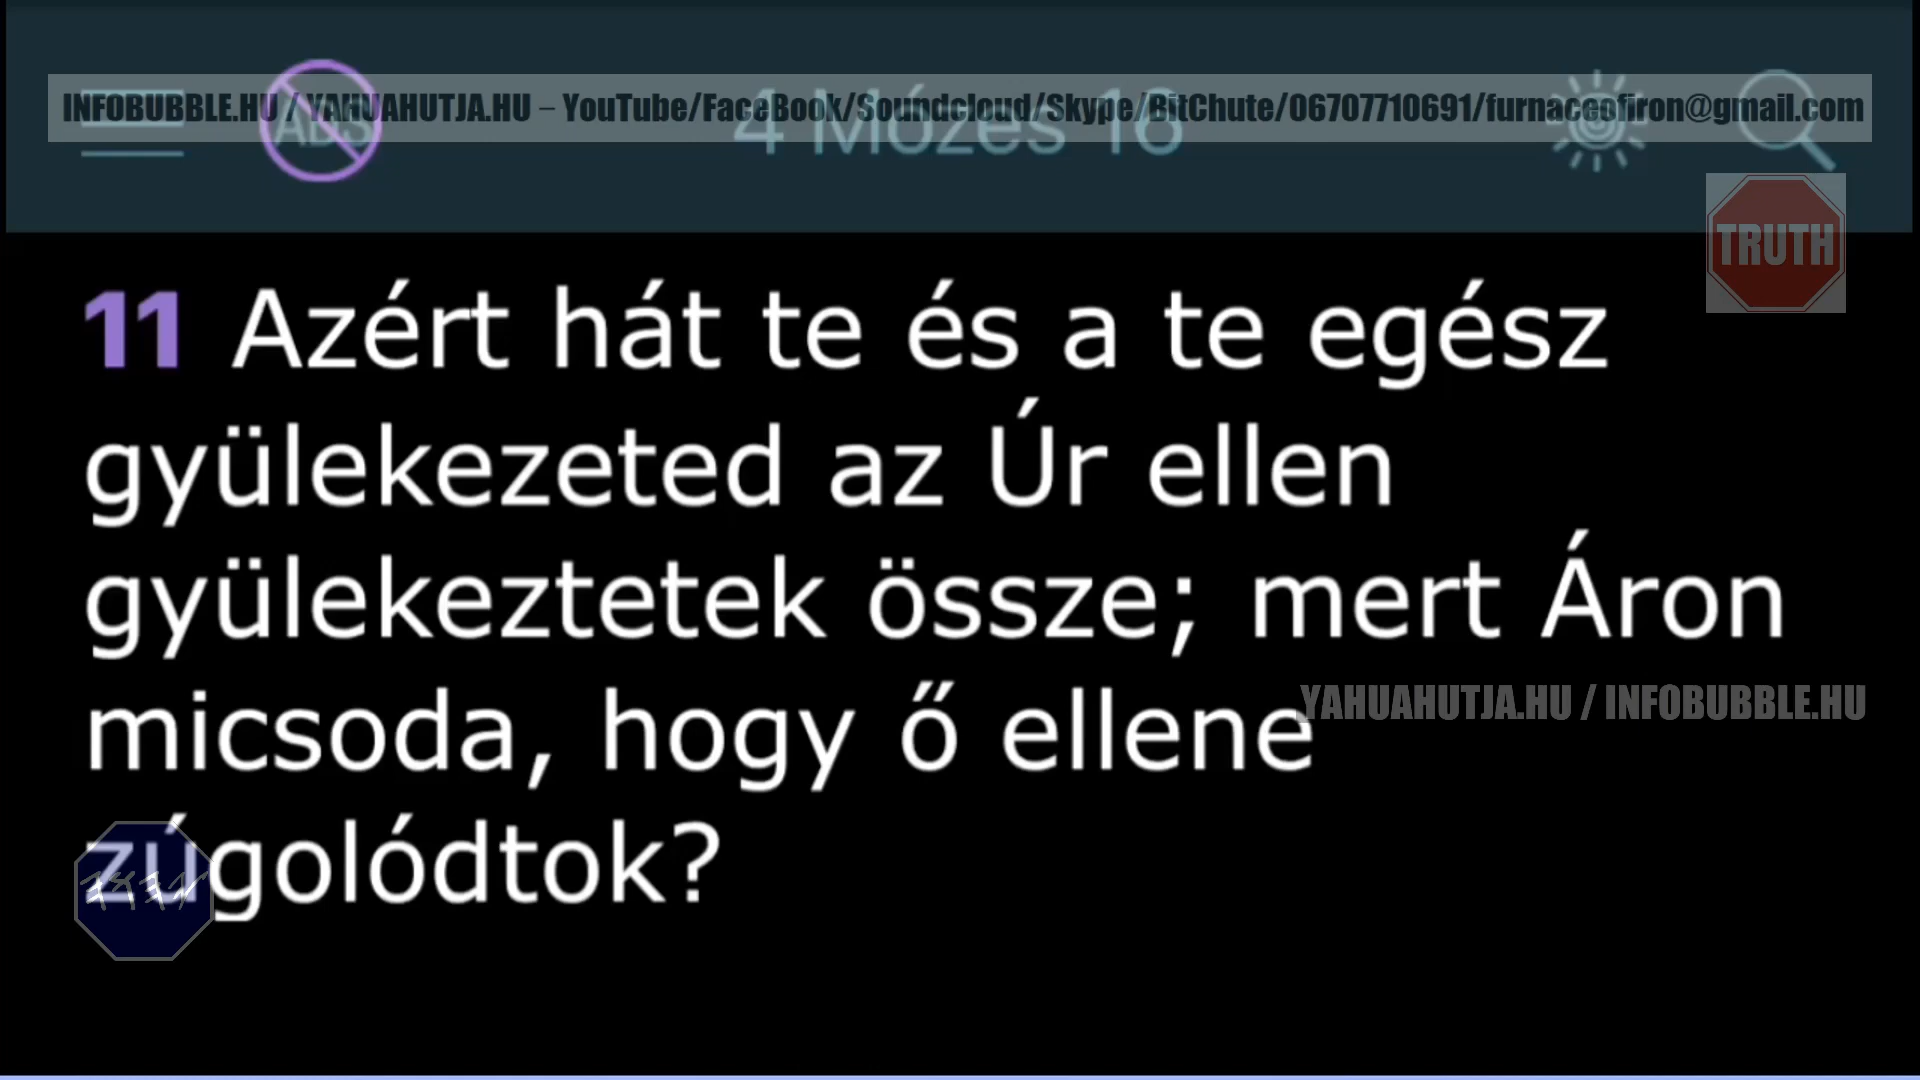 INFOBUBBLE.HU / YAHUAHUTJA.HU – YouTube/FaceBook/Soundcloud/Skype/BitChute/06707710691/furnaceofiron@gmail.com
ABS
4 Mózes 16
TRUTH
11 Azért hát te és a te egész
gyülekezeted az Úr ellen
gyülekeztetek össze; mert Áron
micsoda, hogy ő ellene
YAHUAHUTJA.HU / INFOBUBBLE.HU
zúgolódtok?